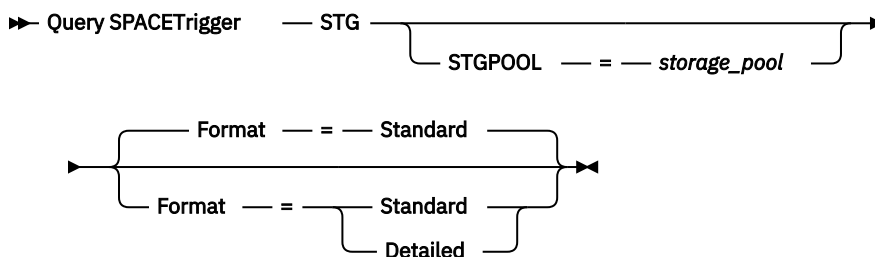 Query SPACETrigger STG
STGPOOL = storage_pool
Format = Standard
Format = Standard
Detailed